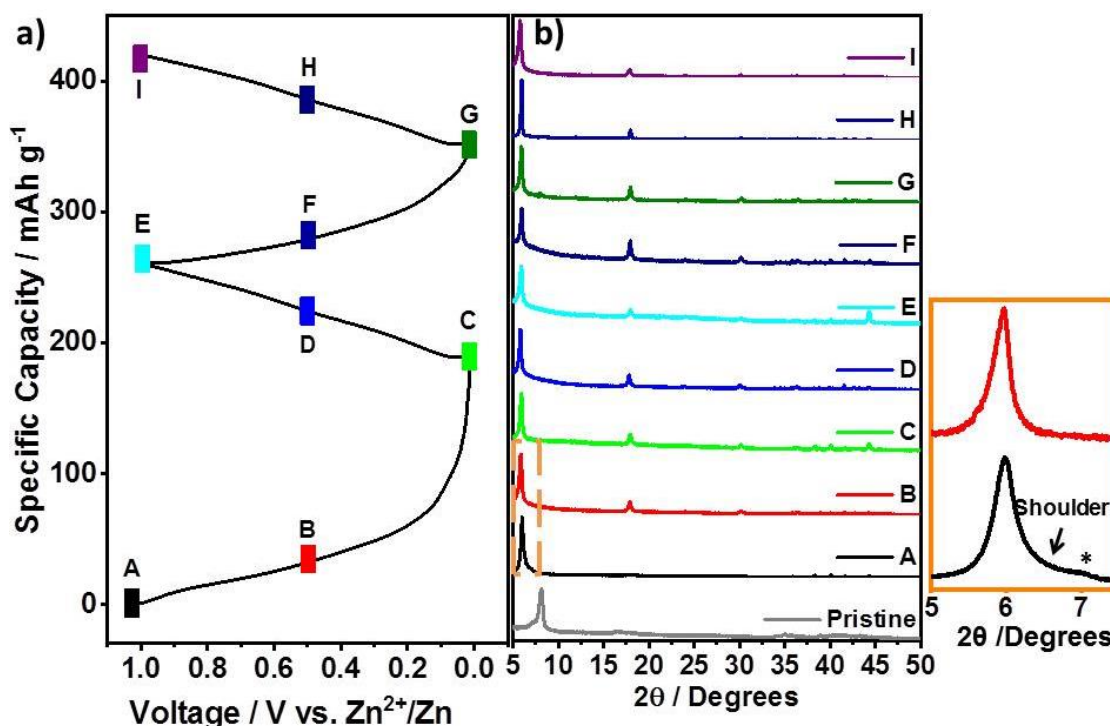 a)
Specific Capacity / mAh g⁻¹
400
300
200
100
0
I
H
G
E
F
D
C
A
B
1.0 0.8 0.6 0.4 0.2 0.0
Voltage / V vs. Zn²⁺/Zn
b)
I
H
G
F
E
D
C
B
A
Pristine
5 10 15 20 25 30 35 40 45 50
2θ / Degrees
Shoulder
*
5 6 7
2θ /Degrees